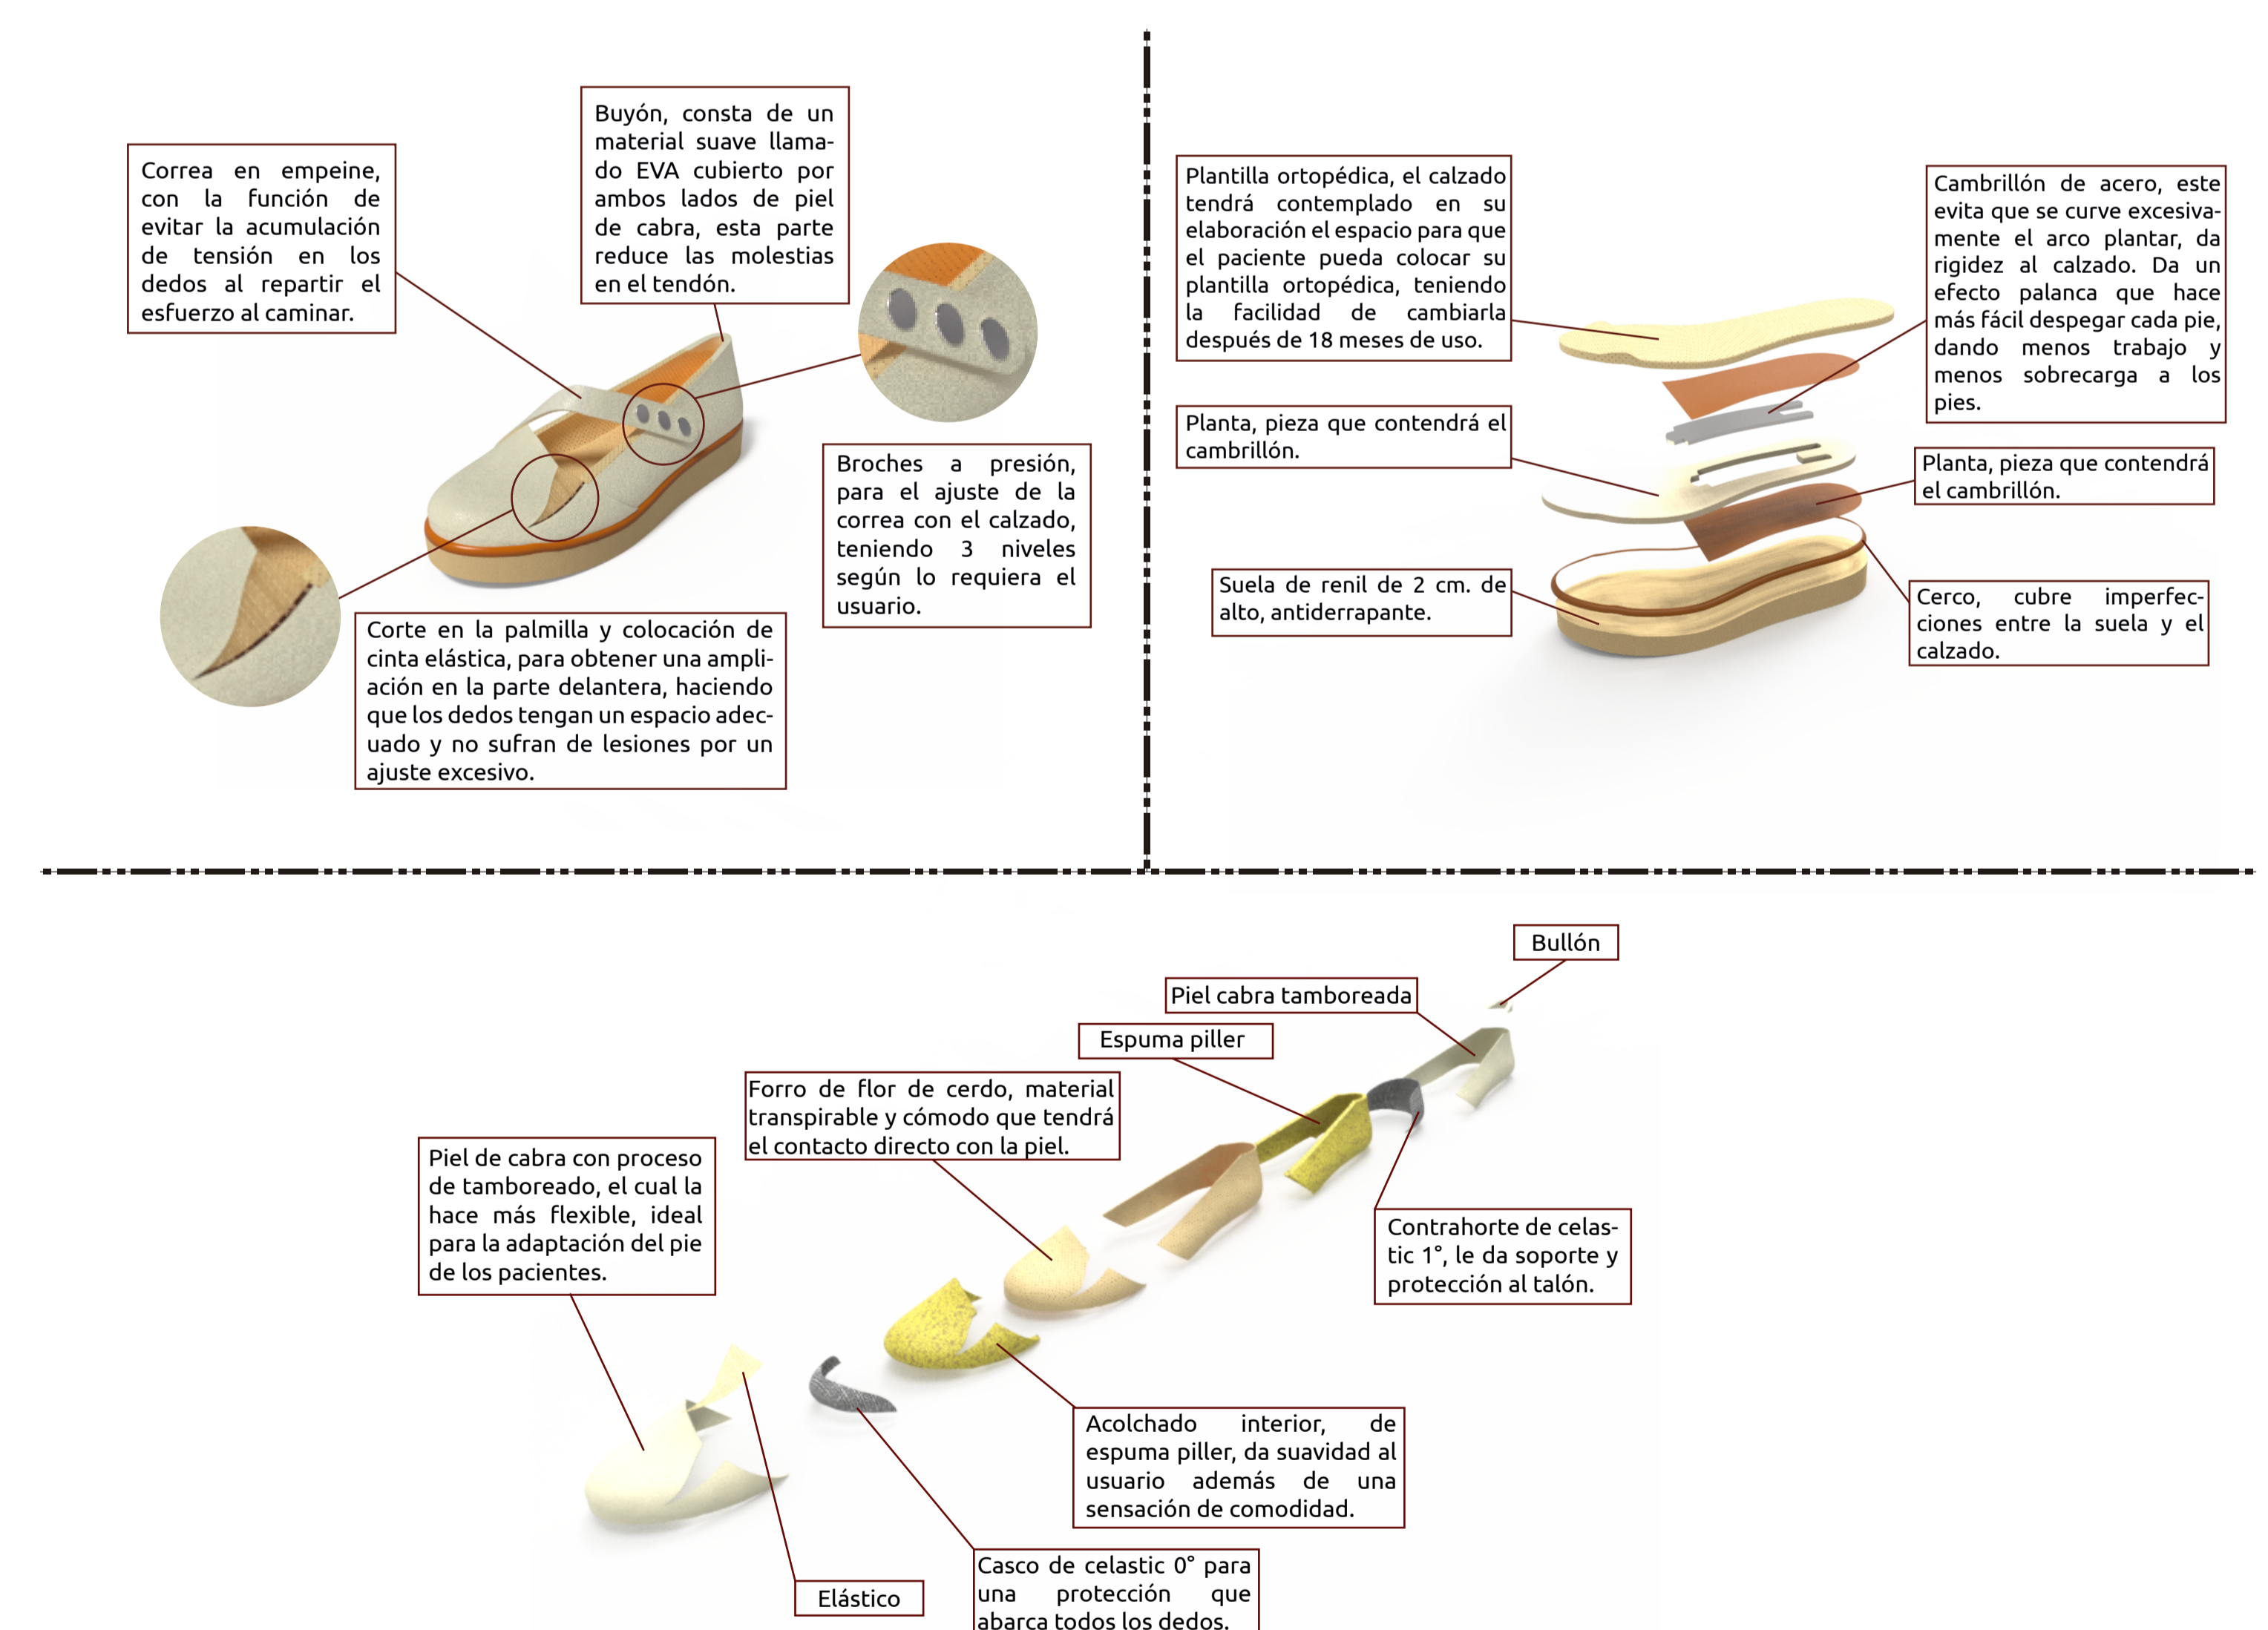 Correa en empeine,
con la función de
evitar la acumulación
de tensión en los
dedos al repartir el
esfuerzo al caminar.
Buyón, consta de un
material suave llama-
do EVA cubierto por
ambos lados de piel
de cabra, esta parte
reduce las molestias
en el tendón.
Broches a presión,
para el ajuste de la
correa con el calzado,
teniendo 3 niveles
según lo requiera el
usuario.
Corte en la palmilla y colocación de
cinta elástica, para obtener una ampli-
ación en la parte delantera, haciendo
que los dedos tengan un espacio adec-
uado y no sufran de lesiones por un
ajuste excesivo.
Plantilla ortopédica, el calzado
tendrá contemplado en su
elaboración el espacio para que
el paciente pueda colocar su
plantilla ortopédica, teniendo
la facilidad de cambiarla
después de 18 meses de uso.
Cambrillón de acero, este
evita que se curve excesiva-
mente el arco plantar, da
rigidez al calzado. Da un
efecto palanca que hace
más fácil despegar cada pie,
dando menos trabajo y
menos sobrecarga a los
pies.
Planta, pieza que contendrá el
cambrillón.
Planta, pieza que contendrá
el cambrillón.
Suela de renil de 2 cm. de
alto, antiderrapante.
Cerco, cubre imperfec-
ciones entre la suela y el
calzado.
Bullón
Piel cabra tamboreada
Espuma piller
Forro de flor de cerdo, material
transpirable y cómodo que tendrá
el contacto directo con la piel.
Piel de cabra con proceso
de tamboreado, el cual la
hace más flexible, ideal
para la adaptación del pie
de los pacientes.
Contrahorte de celas-
tic 1°, le da soporte y
protección al talón.
Acolchado interior, de
espuma piller, da suavidad al
usuario además de una
sensación de comodidad.
Casco de celastic 0° para
una protección que
abarca todos los dedos.
Elástico